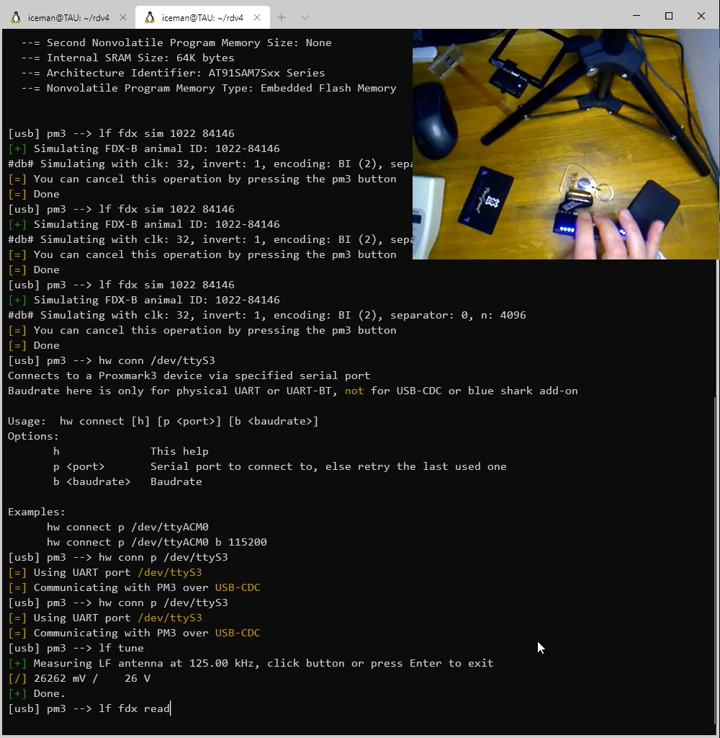 iceman@TAU: ~/rdv4
iceman@TAU: ~/rdv4
--= Second Nonvolatile Program Memory Size: None
--= Internal SRAM Size: 64K bytes
--= Architecture Identifier: AT91SAM7Sxx Series
--= Nonvolatile Program Memory Type: Embedded Flash Memory
[usb] pm3 --> lf fdx sim 1022 84146
[+] Simulating FDX-B animal ID: 1022-84146
#db# Simulating with clk: 32, invert: 1, encoding: BI (2), sepa
[=] You can cancel this operation by pressing the pm3 button
[=] Done
[usb] pm3 --> lf fdx sim 1022 84146
[+] Simulating FDX-B animal ID: 1022-84146
#db# Simulating with clk: 32, invert: 1, encoding: BI (2), sepa
[=] You can cancel this operation by pressing the pm3 button
[=] Done
[usb] pm3 --> lf fdx sim 1022 84146
[+] Simulating FDX-B animal ID: 1022-84146
#db# Simulating with clk: 32, invert: 1, encoding: BI (2), separator: 0, n: 4096
[=] You can cancel this operation by pressing the pm3 button
[=] Done
[usb] pm3 --> hw conn /dev/ttyS3
Connects to a Proxmark3 device via specified serial port
Baudrate here is only for physical UART or UART-BT, not for USB-CDC or blue shark add-on
Usage:  hw connect [h] [p <port>] [b <baudrate>]
Options:
h              This help
p <port>       Serial port to connect to, else retry the last used one
b <baudrate>   Baudrate
Examples:
hw connect p /dev/ttyACM0
hw connect p /dev/ttyACM0 b 115200
[usb] pm3 --> hw conn p /dev/ttyS3
[=] Using UART port /dev/ttyS3
[=] Communicating with PM3 over USB-CDC
[usb] pm3 --> hw conn p /dev/ttyS3
[=] Using UART port /dev/ttyS3
[=] Communicating with PM3 over USB-CDC
[usb] pm3 --> lf tune
[+] Measuring LF antenna at 125.00 kHz, click button or press Enter to exit
[/] 26262 mV /    26 V
[+] Done.
[usb] pm3 --> lf fdx read